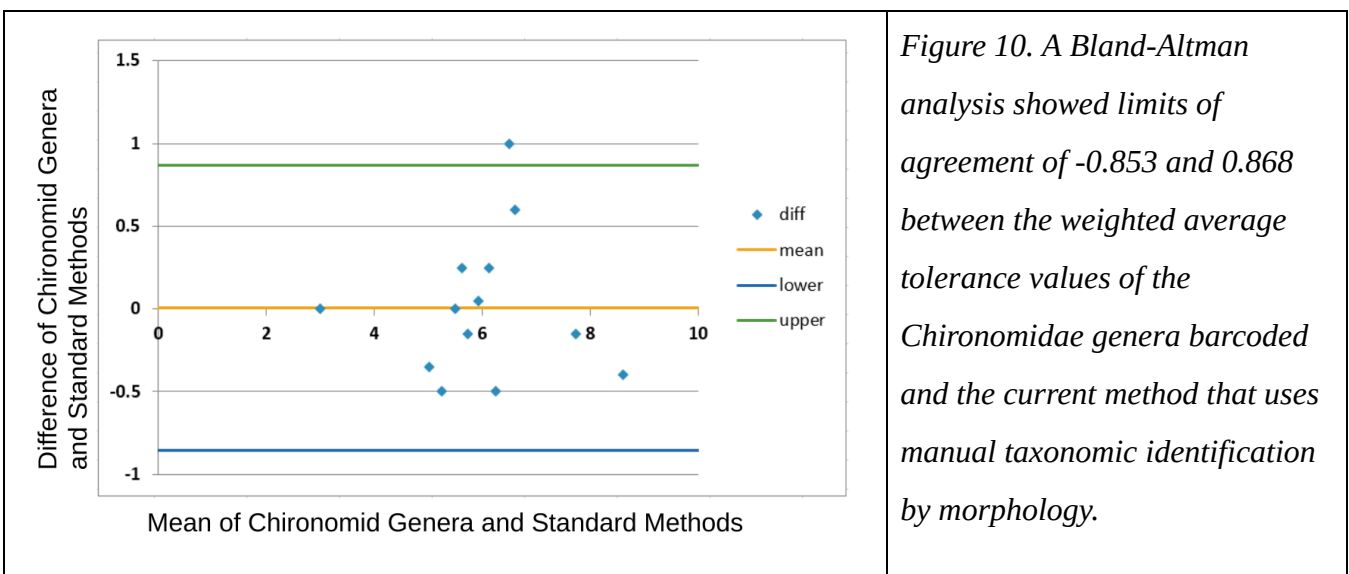 Difference of Chironomid Genera
and Standard Methods
1.5
1
0.5
0
-0.5
-1
0
2
4
6
8
10
diff
mean
lower
upper
Mean of Chironomid Genera and Standard Methods
Figure 10. A Bland-Altman
analysis showed limits of
agreement of -0.853 and 0.868
between the weighted average
tolerance values of the
Chironomidae genera barcoded
and the current method that uses
manual taxonomic identification
by morphology.